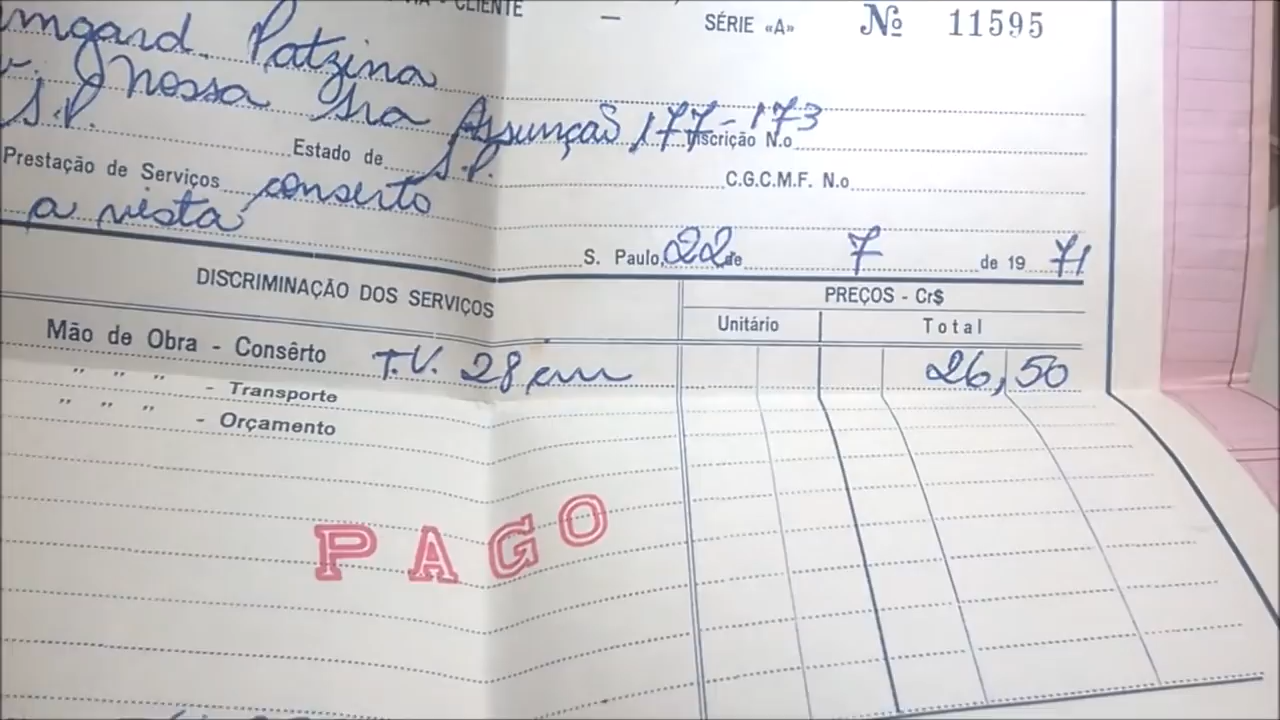 CLIENTE
SÉRIE «A» Nº 11595
Patzina
Nossa Sra Assunção 177-173
Inscrição N.o
S.P. Estado de S.P.
C.G.C.M.F. N.o
Prestação de Serviços conserto
a vista
S. Paulo, 22 de 7 de 19 71
DISCRIMINAÇÃO DOS SERVIÇOS PREÇOS - Cr$
Unitário Total
Mão de Obra - Consêrto T.V. 28 cm 26,50
" " " - Transporte
" " " - Orçamento
PAGO